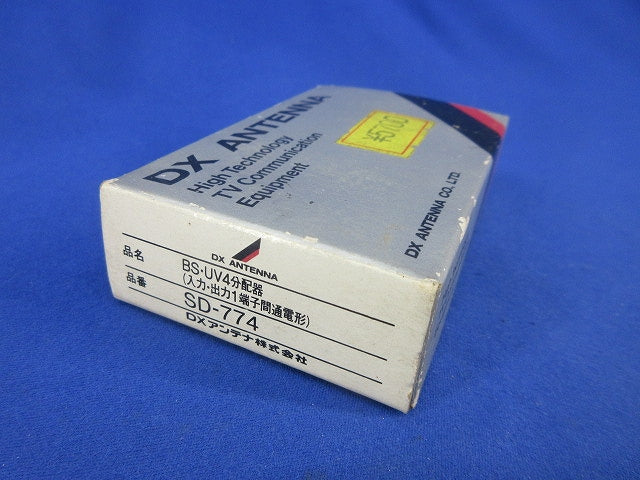 DX ANTENNA
High Technology
TV Communication
Equipment
DX ANTENNA CO. LTD
DX ANTENNA
品名
BS・UV4分配器
(入力・出力1端子間通電形)
品番
SD-774
DXアンテナ株式会社